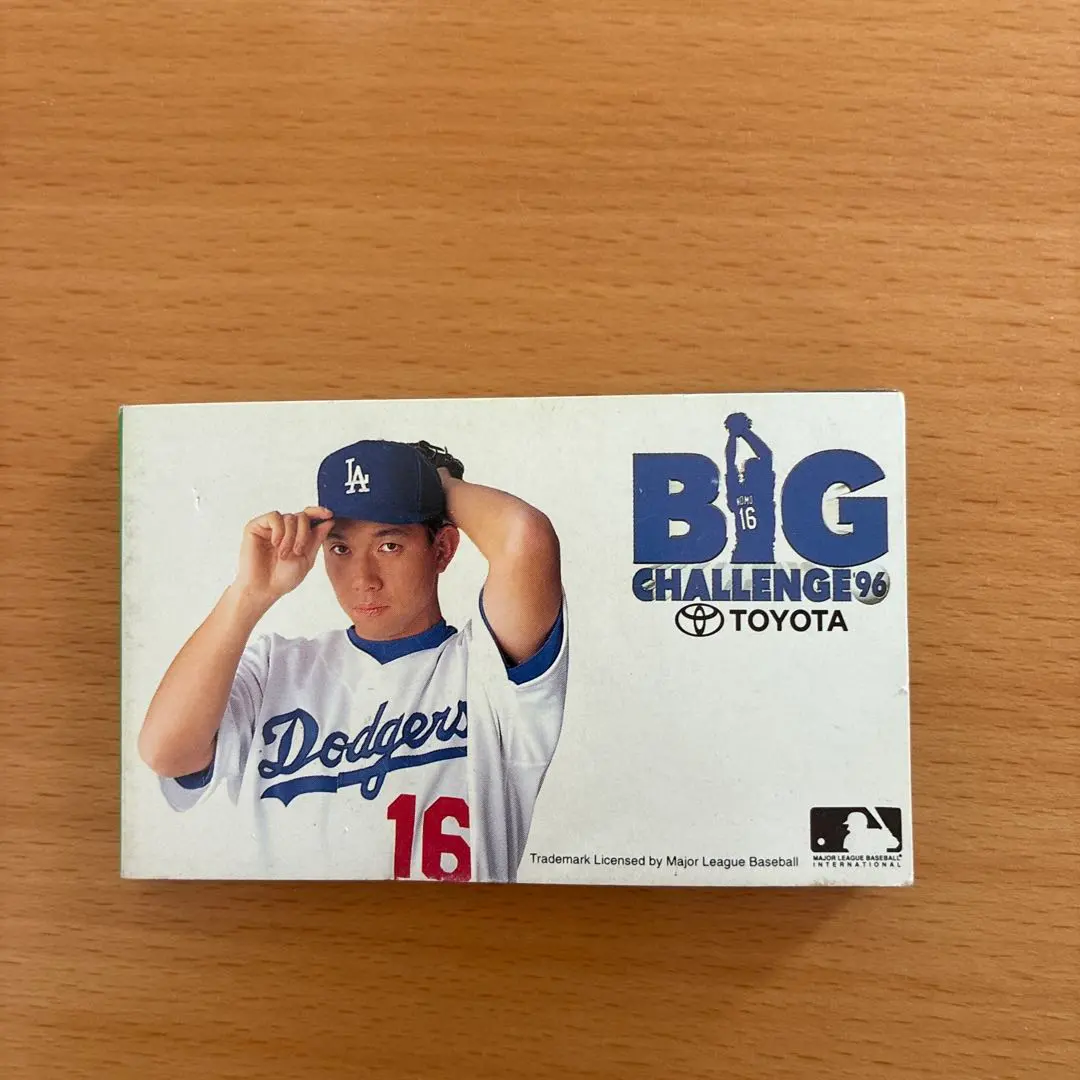 LA
Dodgers
16
BIG
NOMO
16
CHALLENGE '96
TOYOTA
Trademark Licensed by Major League Baseball
MAJOR LEAGUE BASEBALL
INTERNATIONAL